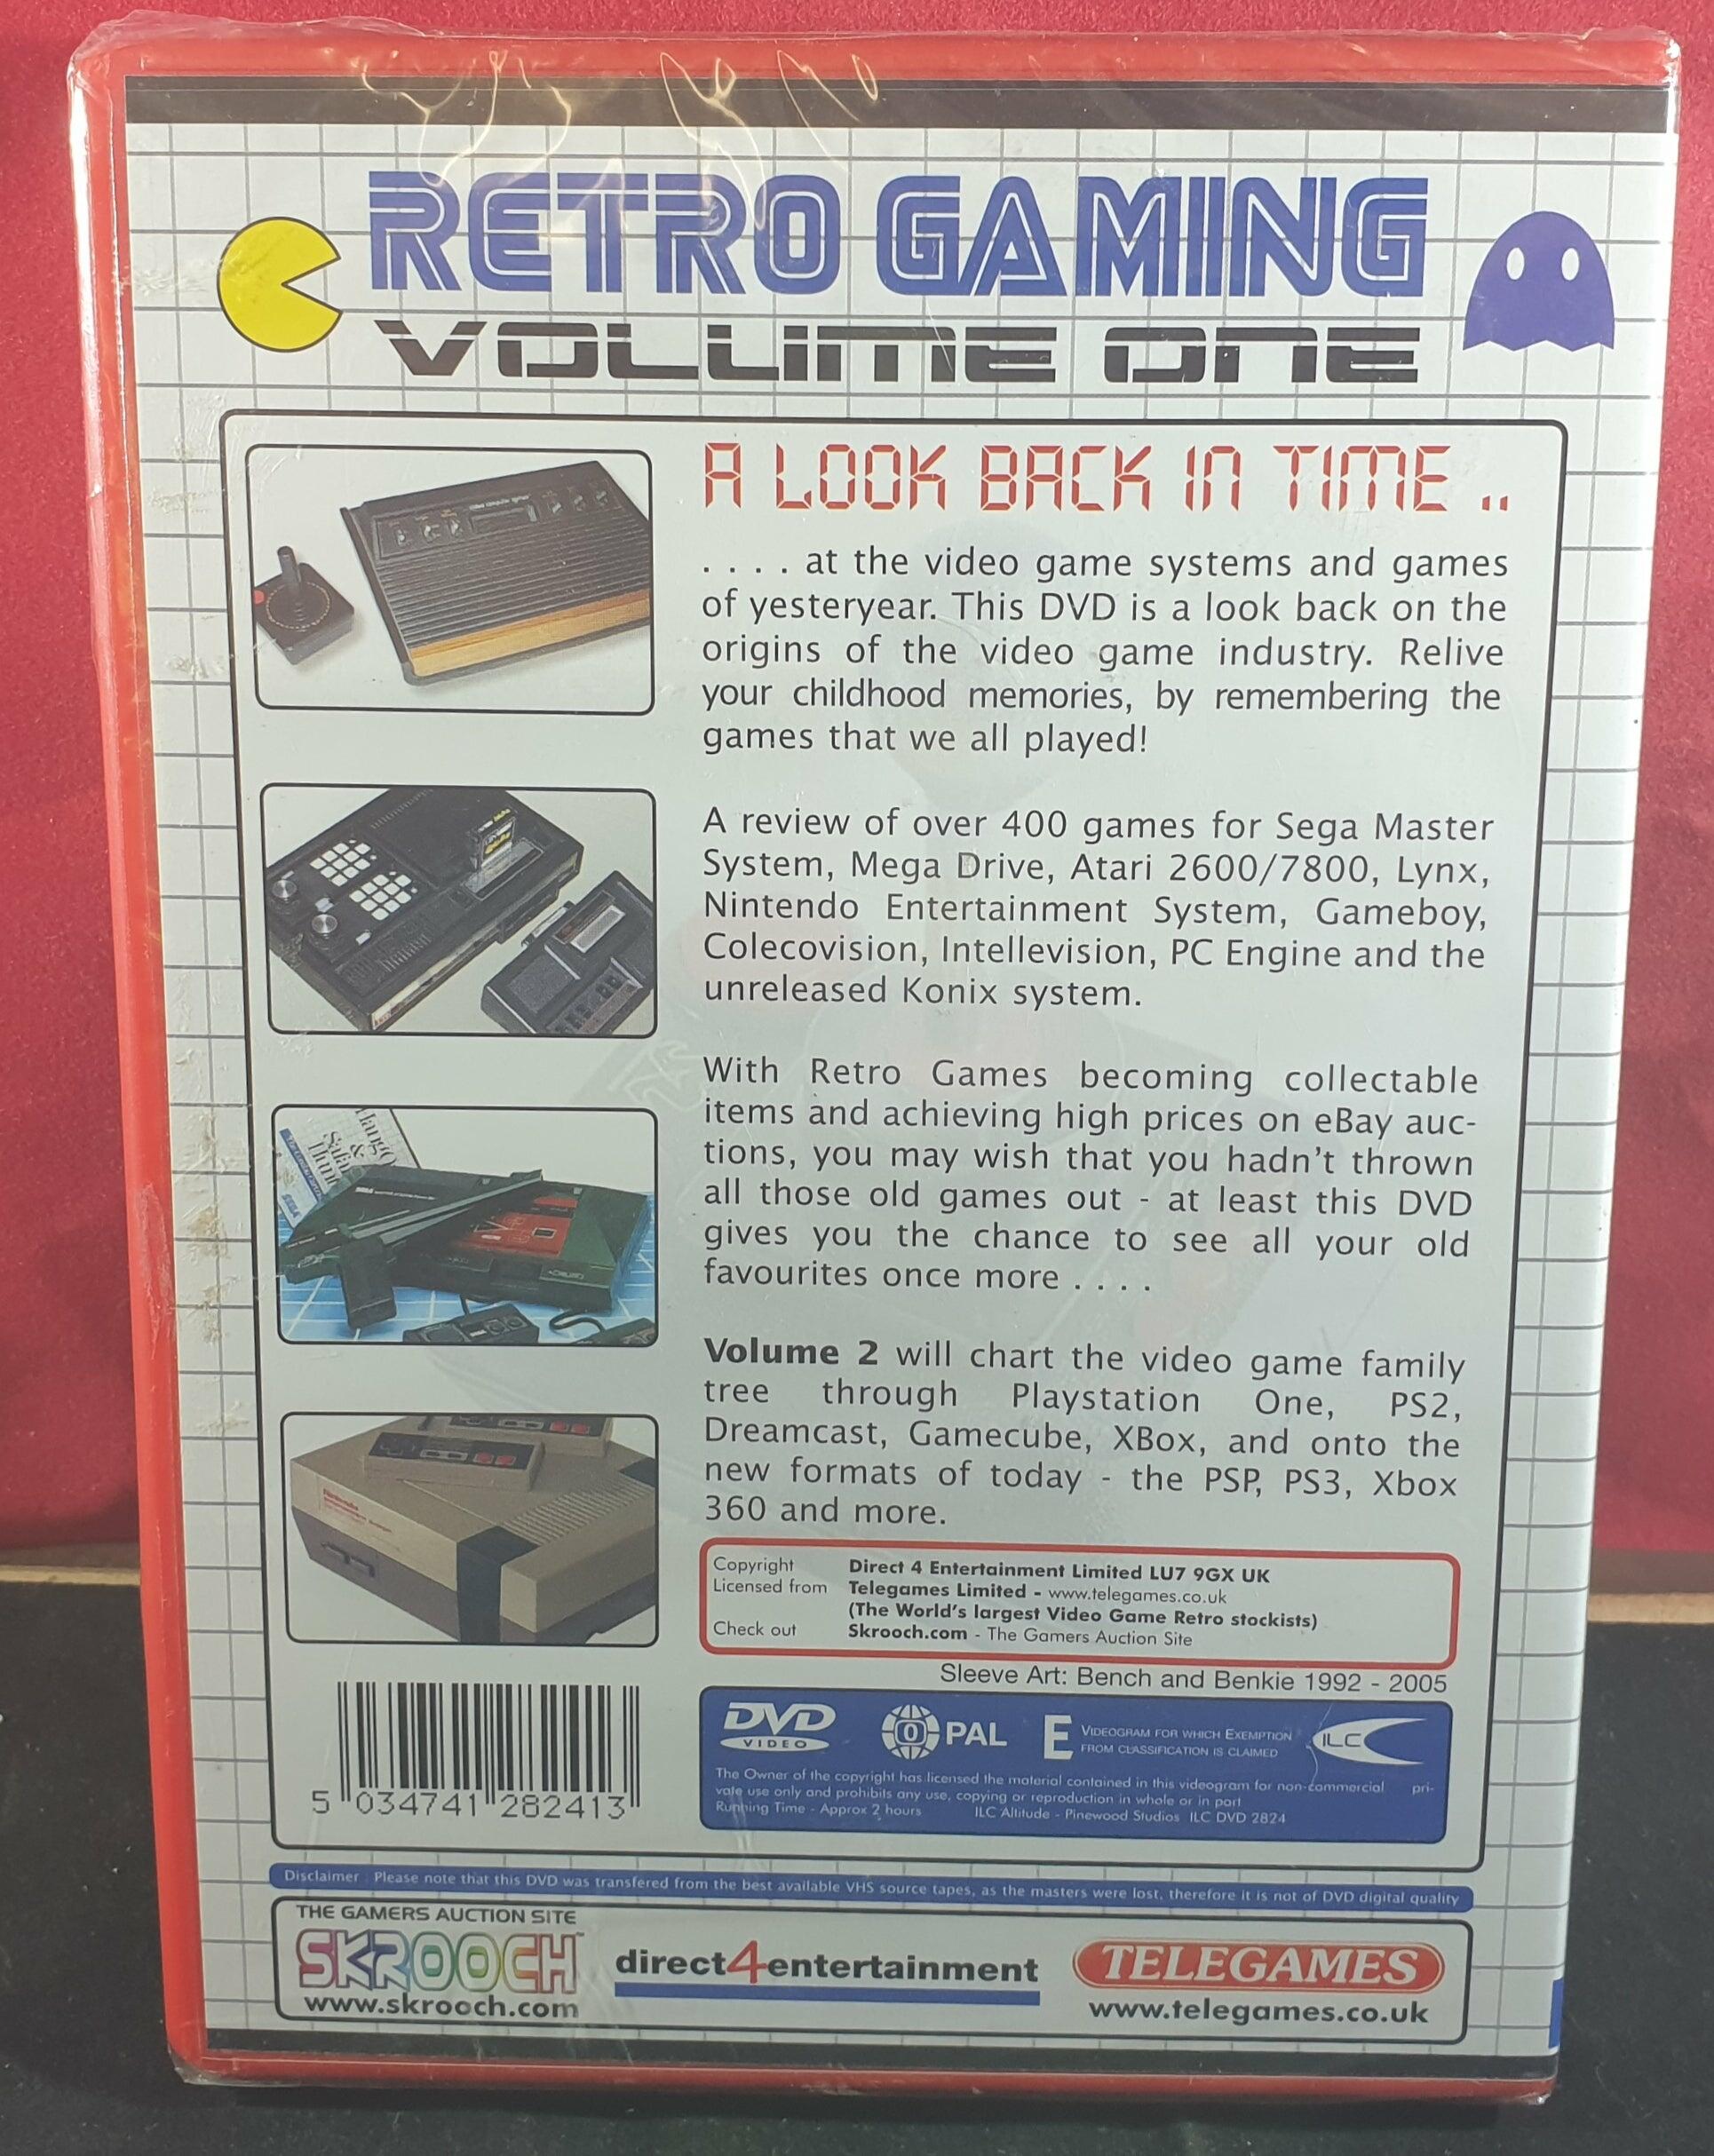 RETRO GAMING
VOLUME ONE
A LOOK BACK IN TIME ..
. . . . at the video game systems and games
of yesteryear. This DVD is a look back on the
origins of the video game industry. Relive
your childhood memories, by remembering the
games that we all played!
A review of over 400 games for Sega Master
System, Mega Drive, Atari 2600/7800, Lynx,
Nintendo Entertainment System, Gameboy,
Colecovision, Intellevision, PC Engine and the
unreleased Konix system.
With Retro Games becoming collectable
items and achieving high prices on eBay auc-
tions, you may wish that you hadn't thrown
all those old games out - at least this DVD
gives you the chance to see all your old
favourites once more . . . .
Volume 2 will chart the video game family
tree through Playstation One, PS2,
Dreamcast, Gamecube, XBox, and onto the
new formats of today - the PSP, PS3, Xbox
360 and more.
Copyright Direct 4 Entertainment Limited LU7 9GX UK
Licensed from Telegames Limited - www.telegames.co.uk
(The World's largest Video Game Retro stockists)
Check out Skrooch.com - The Gamers Auction Site
Sleeve Art: Bench and Benkie 1992 - 2005
DVD VIDEO 0 PAL E VIDEOGRAM FOR WHICH EXEMPTION
FROM CLASSIFICATION IS CLAIMED
ILC
The Owner of the copyright has licensed the material contained in this videogram for non-commercial pri-
vate use only and prohibits any use, copying or reproduction in whole or in part
Running Time - Approx 2 hours ILC Altitude - Pinewood Studios ILC DVD 2824
5 034741 282413
Disclaimer : Please note that this DVD was transfered from the best available VHS source tapes, as the masters were lost, therefore it is not of DVD digital quality
THE GAMERS AUCTION SITE
SKROOCH™
www.skrooch.com
direct4entertainment
TELEGAMES
www.telegames.co.uk